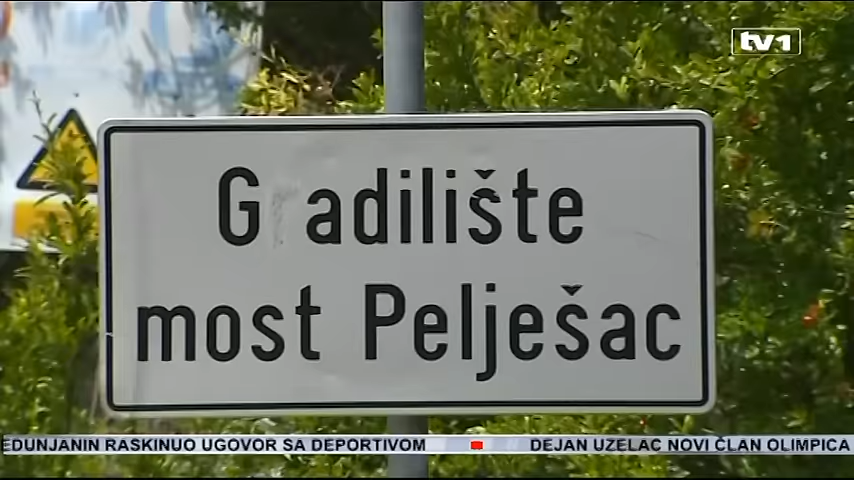 tv1
G adilište
most Pelješac
EDUNJANIN RASKINUO UGOVOR SA DEPORTIVOM
DEJAN UZELAC NOVI ČLAN OLIMPICA